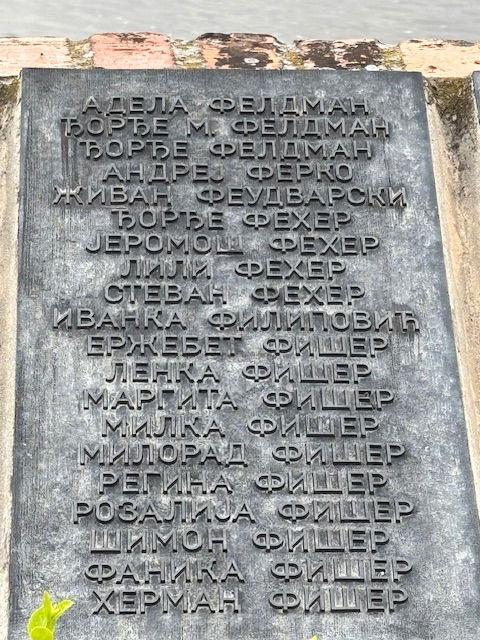 АДЕЛА ФЕЛДМАН
ЂОРЂЕ М. ФЕЛДМАН
ЂОРЂЕ ФЕЛДМАН
АНДРЕЈ ФЕРКО
ЖИВАН ФЕУДВАРСКИ
ЂОРЂЕ ФЕХЕР
ЈЕРОМОШ ФЕХЕР
ЛИЛИ ФЕХЕР
СТЕВАН ФЕХЕР
ИВАНКА ФИЛИПОВИЋ
ЕРЖЕБЕТ ФИШЕР
ЛЕНКА ФИШЕР
МАРГИТА ФИШЕР
МИЛКА ФИШЕР
МИЛОРАД ФИШЕР
РЕГИНА ФИШЕР
РОЗАЛИЈА ФИШЕР
ШИМОН ФИШЕР
ФАНИКА ФИШЕР
ХЕРМАН ФИШЕР